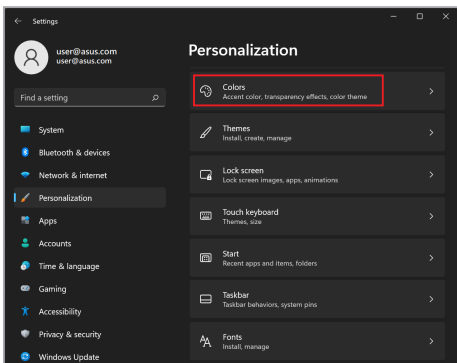 Settings
user@asus.com
user@asus.com
Find a setting
System
Bluetooth & devices
Network & internet
Personalization
Apps
Accounts
Time & language
Gaming
Accessibility
Privacy & security
Windows Update
Personalization
Colors
Accent color, transparency effects, color theme
Themes
Install, create, manage
Lock screen
Lock screen images, apps, animations
Touch keyboard
Themes, size
Start
Recent apps and items, folders
Taskbar
Taskbar behaviors, system pins
Fonts
Install, manage